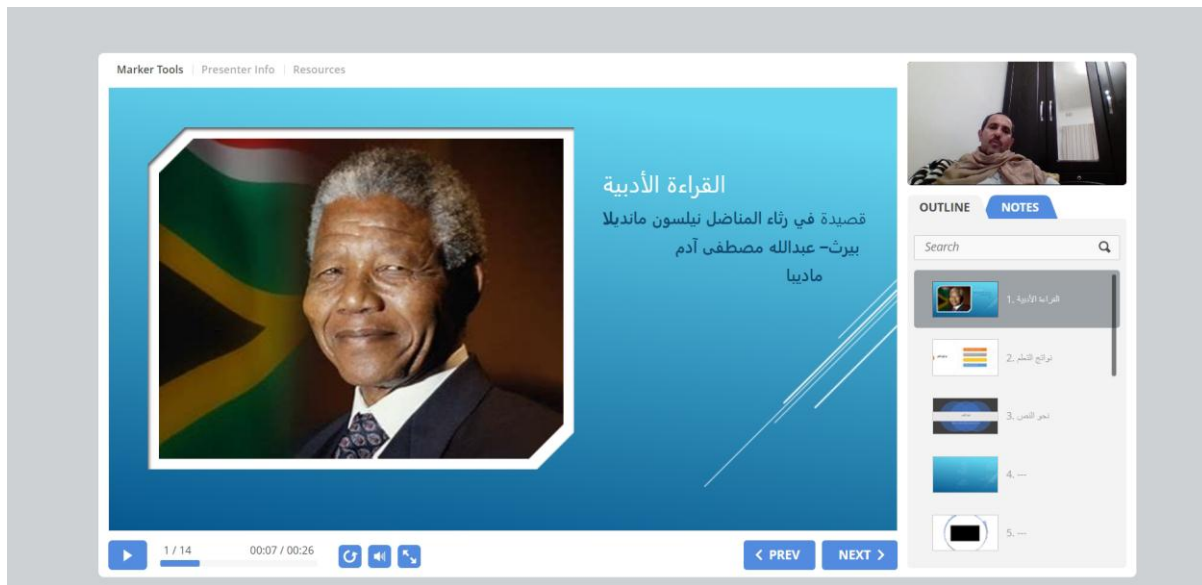 Marker Tools | Presenter Info | Resources
القراءة الأدبية
قصيدة في رثاء المناضل نيلسون مانديلا
بيرث– عبدالله مصطفى آدم
ماديبا
OUTLINE NOTES
Search
1. القراءة الأدبية
2. نواتج التعلم
3. نحو النص
4. ---
5. ---
1 / 14
00:07 / 00:26
< PREV
NEXT >